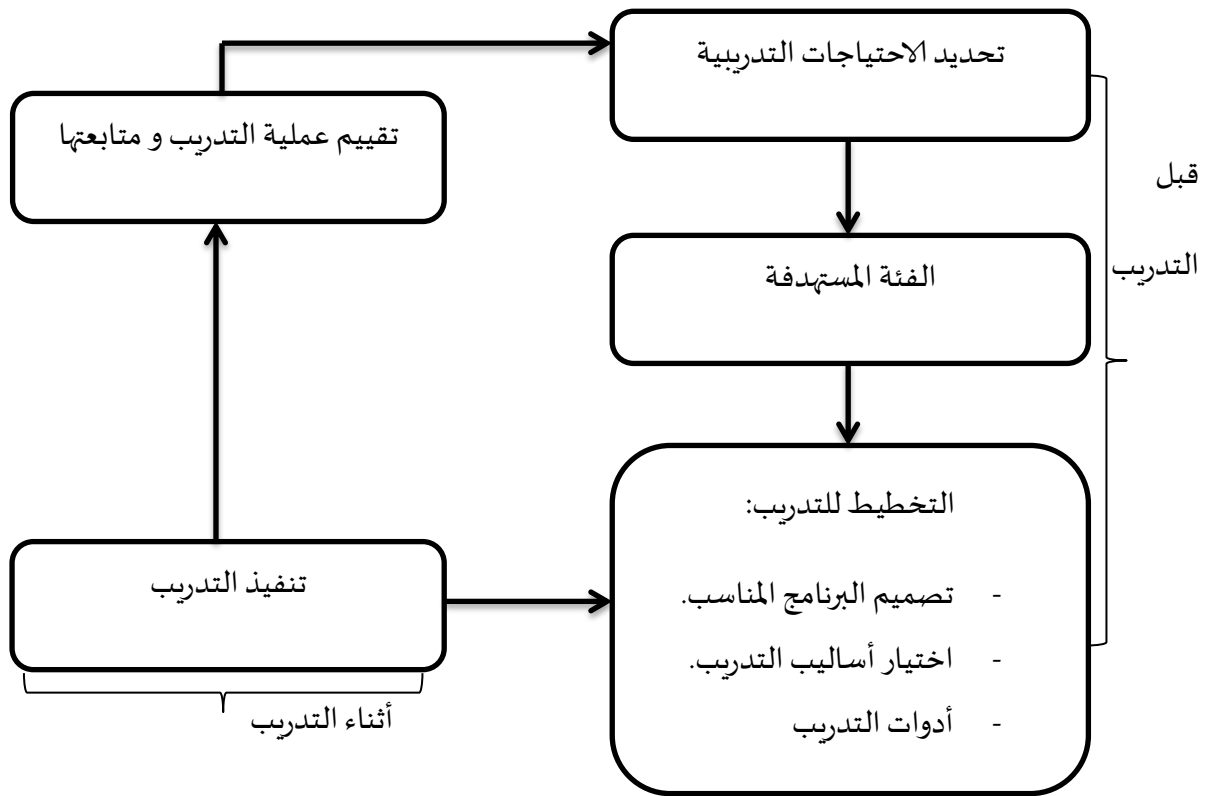 تحديد الاحتياجات التدريبية
تقييم عملية التدريب و متابعتها
قبل
التدريب
الفئة المستهدفة
التخطيط للتدريب:
- تصميم البرنامج المناسب.
- اختيار أساليب التدريب.
- أدوات التدريب
تنفيذ التدريب
أثناء التدريب